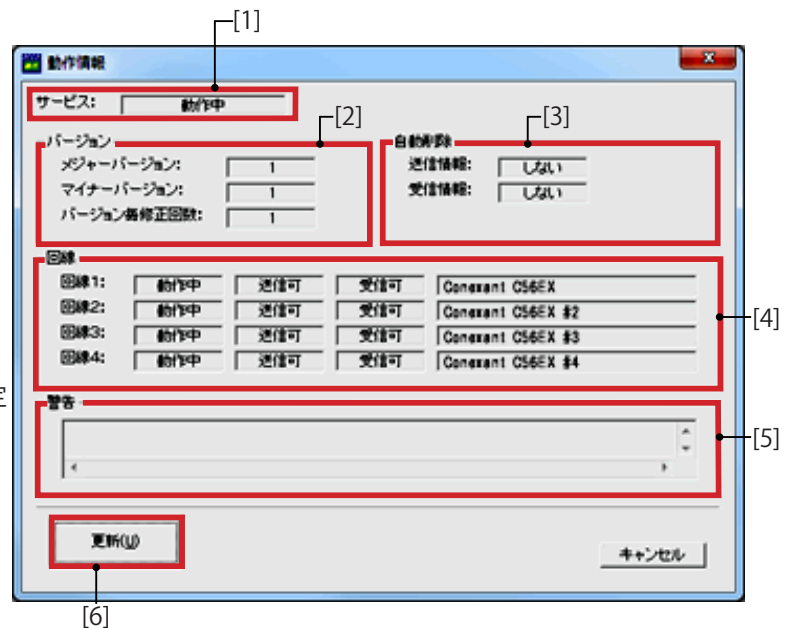 [1]
動作情報
サービス: 動作中
[2]
[3]
バージョン
メジャーバージョン: 1
マイナーバージョン: 1
バージョン毎修正回数: 1
自動削除
送信情報: しない
受信情報: しない
回線
回線1: 動作中 送信可 受信可 Conexant C56EX
回線2: 動作中 送信可 受信可 Conexant C56EX #2
回線3: 動作中 送信可 受信可 Conexant C56EX #3
回線4: 動作中 送信可 受信可 Conexant C56EX #4
[4]
警告
[5]
更新(U)
キャンセル
[6]